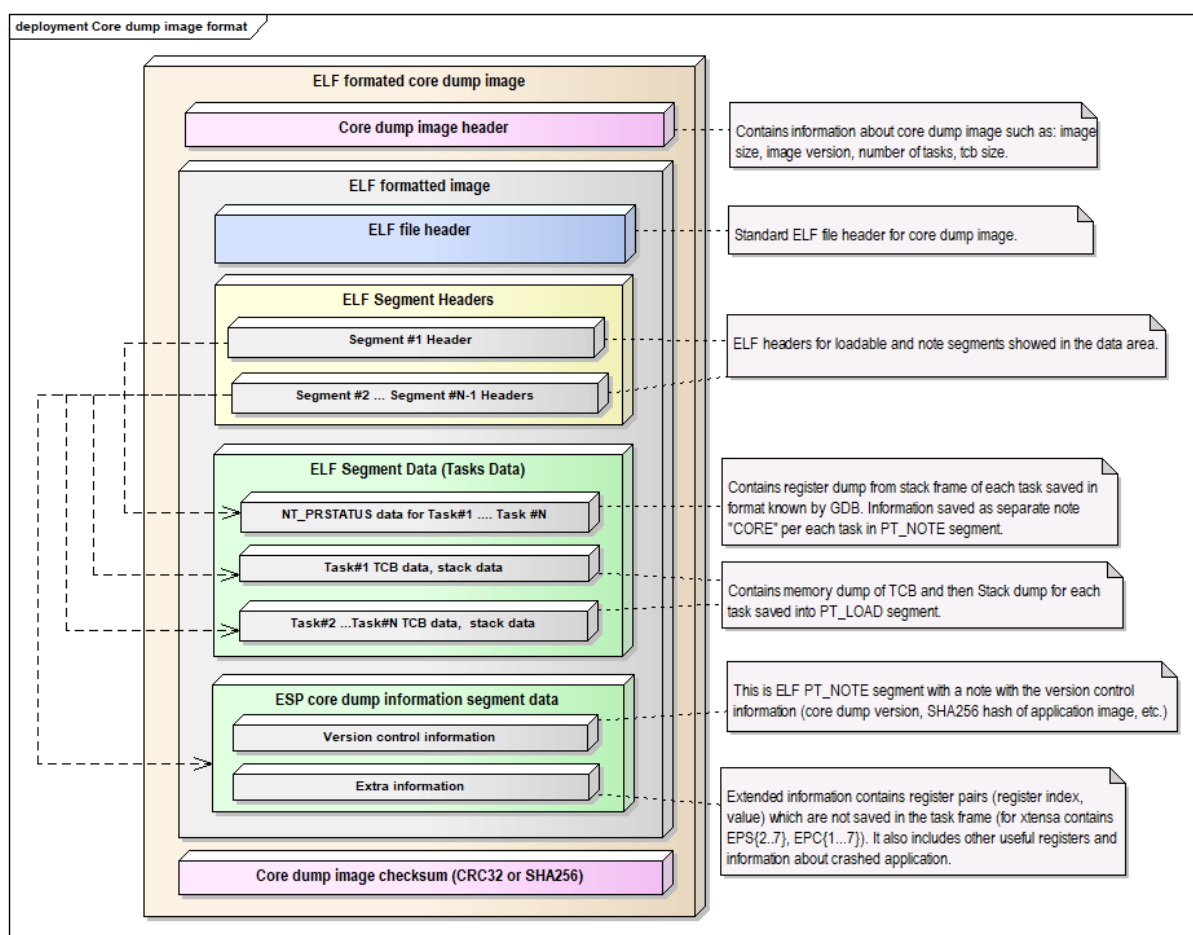 deployment Core dump image format
ELF formated core dump image
Core dump image header
Contains information about core dump image such as: image
size, image version, number of tasks, tcb size.
ELF formatted image
ELF file header
Standard ELF file header for core dump image.
ELF Segment Headers
Segment #1 Header
ELF headers for loadable and note segments showed in the data area.
Segment #2 ... Segment #N-1 Headers
ELF Segment Data (Tasks Data)
NT_PRSTATUS data for Task#1 .... Task #N
Contains register dump from stack frame of each task saved in
format known by GDB. Information saved as separate note
"CORE" per each task in PT_NOTE segment.
Task#1 TCB data, stack data
Contains memory dump of TCB and then Stack dump for each
task saved into PT_LOAD segment.
Task#2 ...Task#N TCB data, stack data
ESP core dump information segment data
This is ELF PT_NOTE segment with a note with the version control
information (core dump version, SHA256 hash of application image, etc.)
Version control information
Extra information
Extended information contains register pairs (register index,
value) which are not saved in the task frame (for xtensa contains
EPS{2..7}, EPC{1...7}). It also includes other useful registers and
information about crashed application.
Core dump image checksum (CRC32 or SHA256)